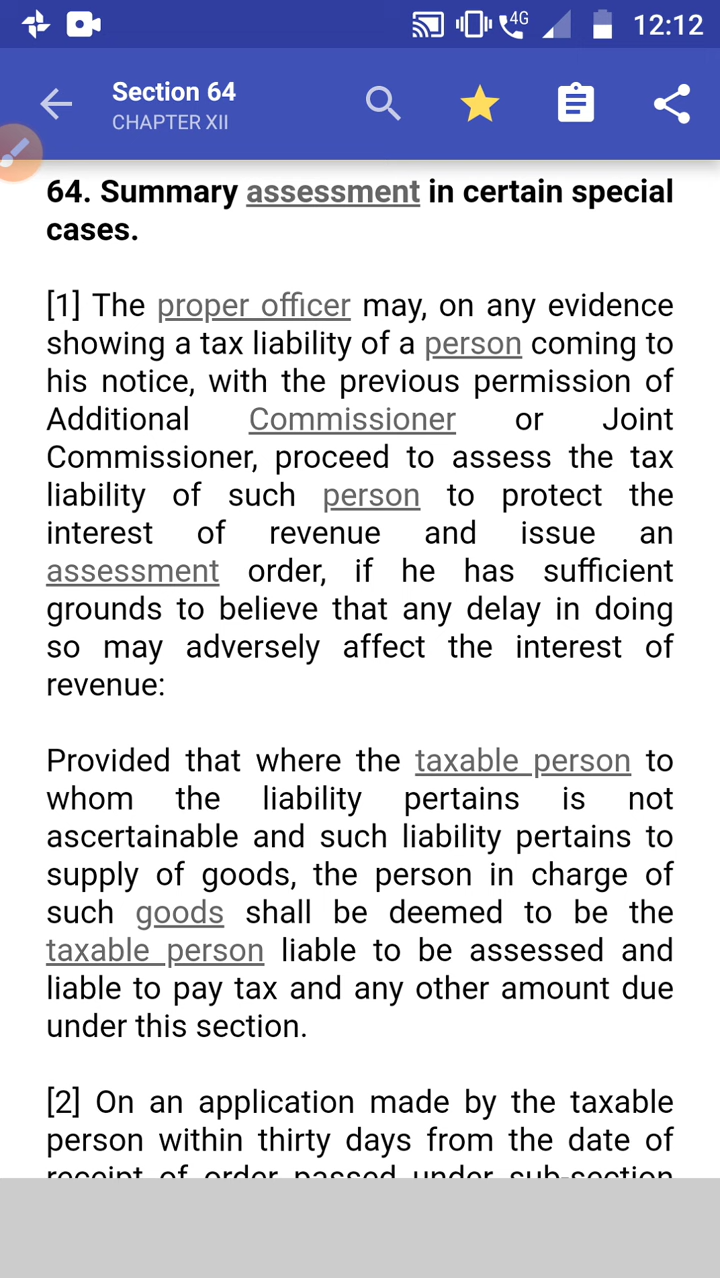 4G 12:12
Section 64
CHAPTER XII
64. Summary assessment in certain special
cases.
[1] The proper officer may, on any evidence
showing a tax liability of a person coming to
his notice, with the previous permission of
Additional Commissioner or Joint
Commissioner, proceed to assess the tax
liability of such person to protect the
interest of revenue and issue an
assessment order, if he has sufficient
grounds to believe that any delay in doing
so may adversely affect the interest of
revenue:
Provided that where the taxable person to
whom the liability pertains is not
ascertainable and such liability pertains to
supply of goods, the person in charge of
such goods shall be deemed to be the
taxable person liable to be assessed and
liable to pay tax and any other amount due
under this section.
[2] On an application made by the taxable
person within thirty days from the date of
receipt of order passed under sub-section